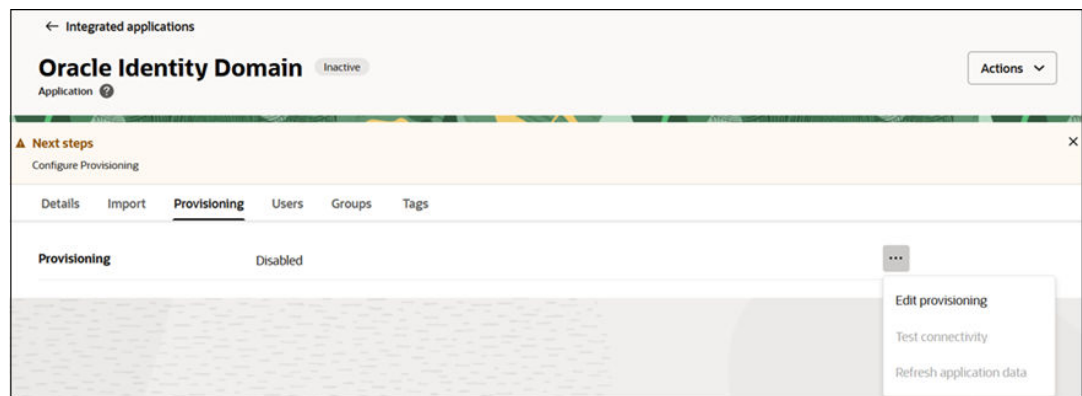 ← Integrated applications
Oracle Identity Domain Inactive
Actions
Application ?
Next steps
Configure Provisioning
Details Import Provisioning Users Groups Tags
Provisioning Disabled ...
Edit provisioning
Test connectivity
Refresh application data